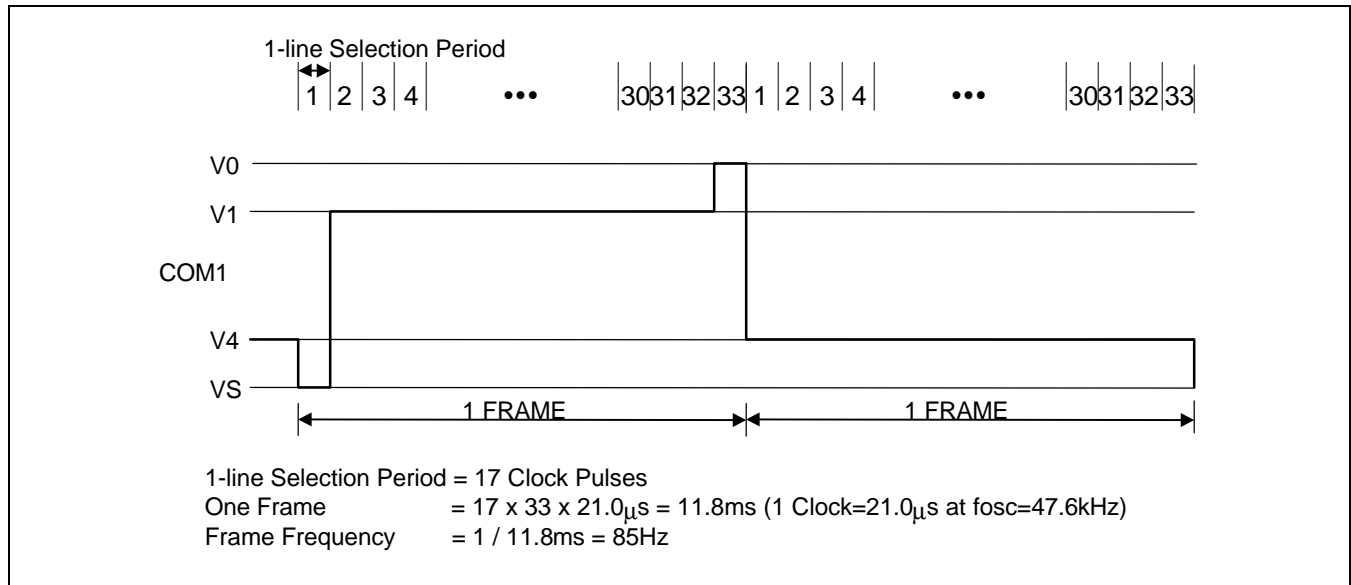 1-line Selection Period
1 2 3 4 ••• 30 31 32 33 1 2 3 4 ••• 30 31 32 33
V0
V1
COM1
V4
VS
1 FRAME 1 FRAME
1-line Selection Period = 17 Clock Pulses
One Frame = 17 x 33 x 21.0µs = 11.8ms (1 Clock=21.0µs at fosc=47.6kHz)
Frame Frequency = 1 / 11.8ms = 85Hz